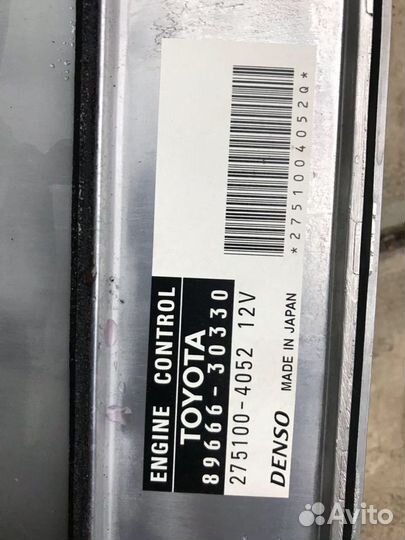 ENGINE CONTROL
TOYOTA
89666-30330
275100-4052 12V
DENSO MADE IN JAPAN
*2751004052Q*
Avito